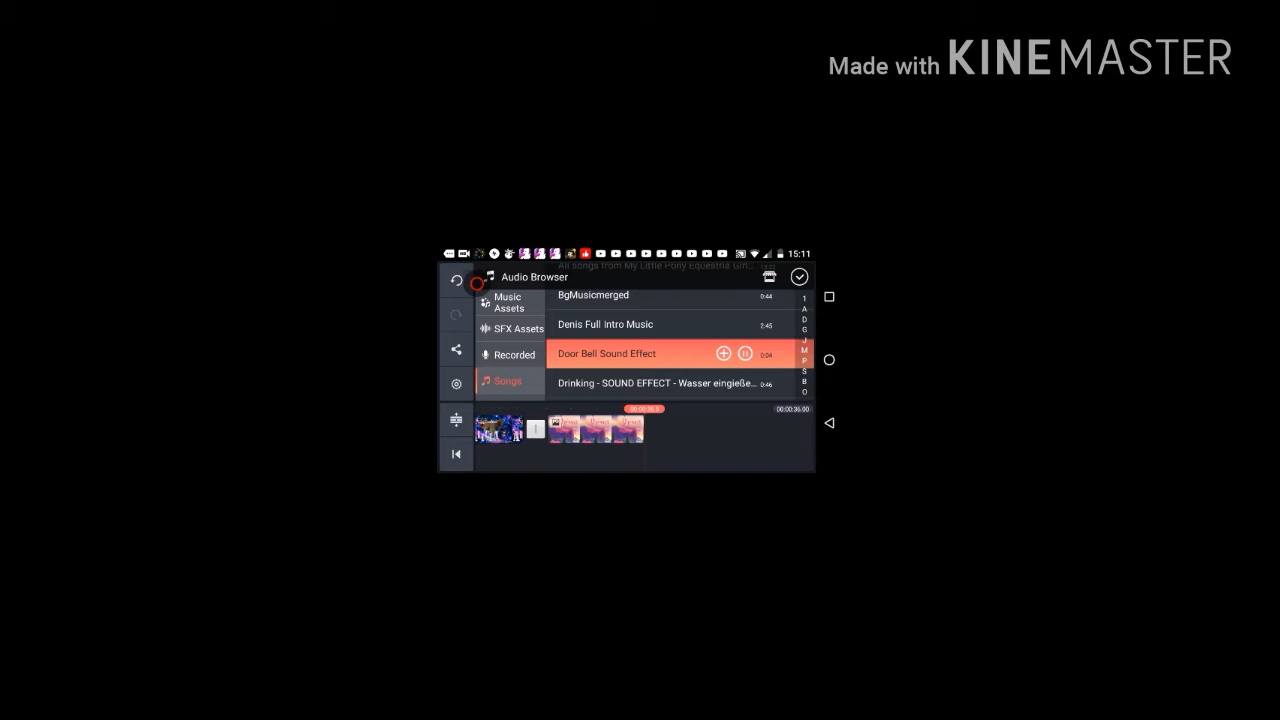 Made with KINEMASTER
15:11
All songs from My Little Pony Equestria Girl...
Audio Browser
Music Assets
SFX Assets
Recorded
Songs
BgMusicmerged 0:44
Denis Full Intro Music 2:45
Door Bell Sound Effect 0:04
Drinking - SOUND EFFECT - Wasser eingieße... 0:46
1
A
D
G
J
M
P
S
B
O
00:00:36.00